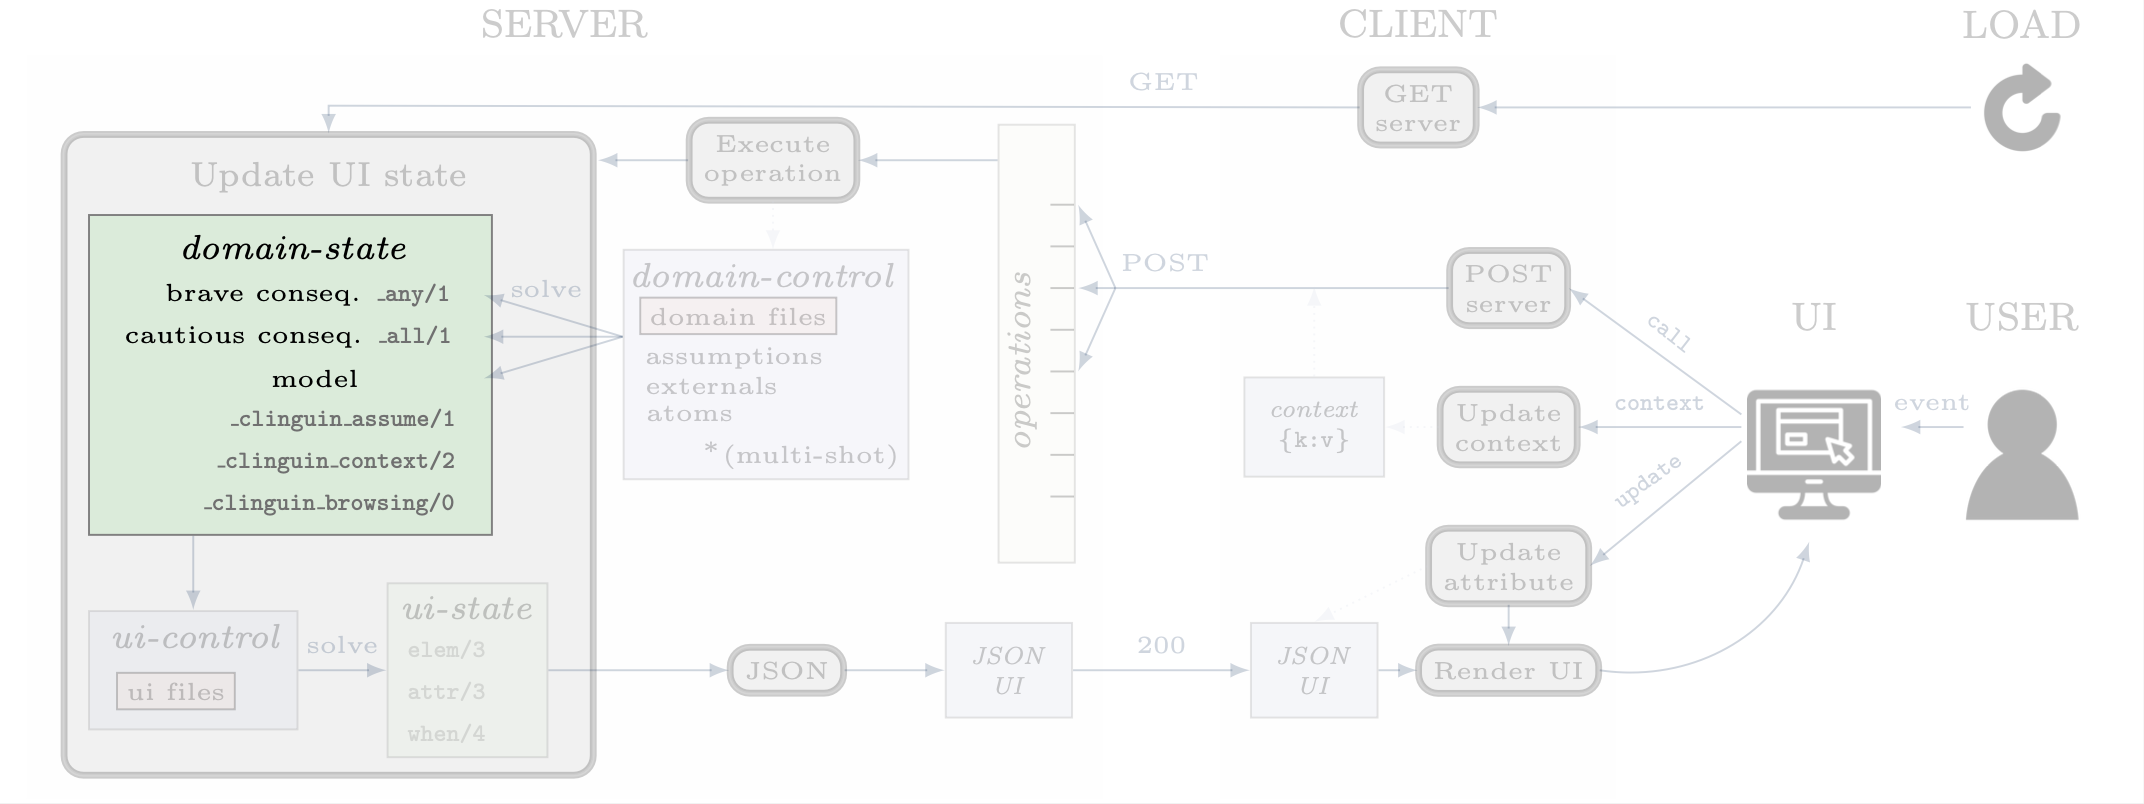 SERVER
CLIENT
LOAD
GET
GET
server
Execute
operation
Update UI state
domain-state
brave conseq. _any/1
cautious conseq. _all/1
model
_clinguin_assume/1
_clinguin_context/2
_clinguin_browsing/0
solve
domain-control
domain files
assumptions
externals
atoms
*(multi-shot)
operations
POST
POST
server
call
UI
USER
context
{k:v}
Update
context
context
event
update
Update
attribute
ui-control
ui files
solve
ui-state
elem/3
attr/3
when/4
JSON
JSON
UI
200
JSON
UI
Render UI